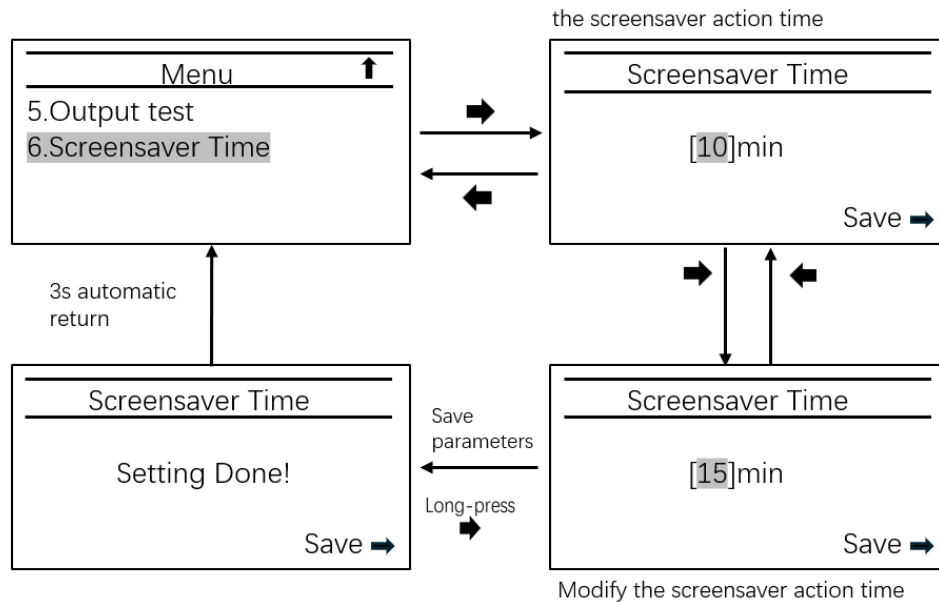 the screensaver action time
Menu
5.Output test
6.Screensaver Time
Screensaver Time
[10]min
Save
3s automatic
return
Screensaver Time
Setting Done!
Save
Save
parameters
Long-press
Screensaver Time
[15]min
Save
Modify the screensaver action time